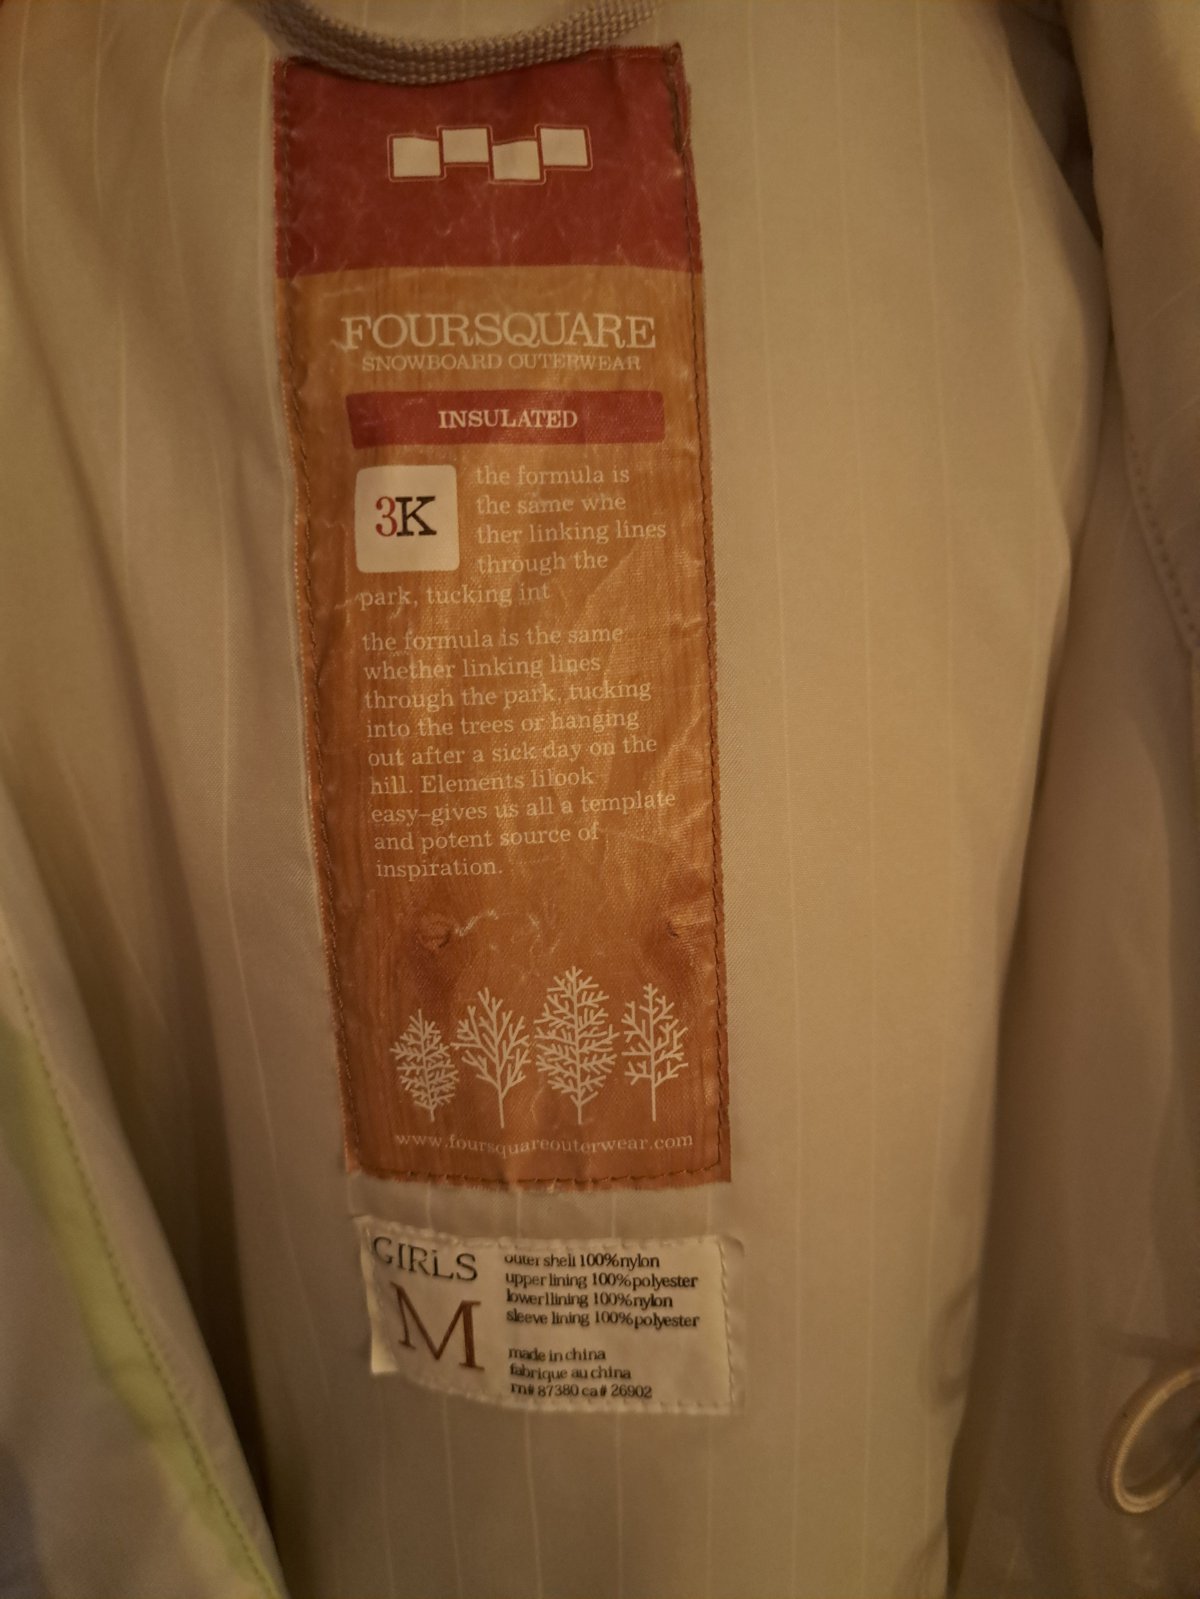 FOURSQUARE
SNOWBOARD OUTERWEAR
INSULATED
3K
the formula is
the same whe
ther linking lines
through the
park, tucking int
the formula is the same
whether linking lines
through the park, tucking
into the trees or hanging
out after a sick day on the
hill. Elements lilook
easy–gives us all a template
and potent source of
inspiration.
www.foursquareouterwear.com
GIRLS
M
outer shell 100%nylon
upper lining 100%polyester
lowerllining 100%nylon
sleeve lining 100%polyester
made in china
fabrique au china
rn# 87380 ca# 26902